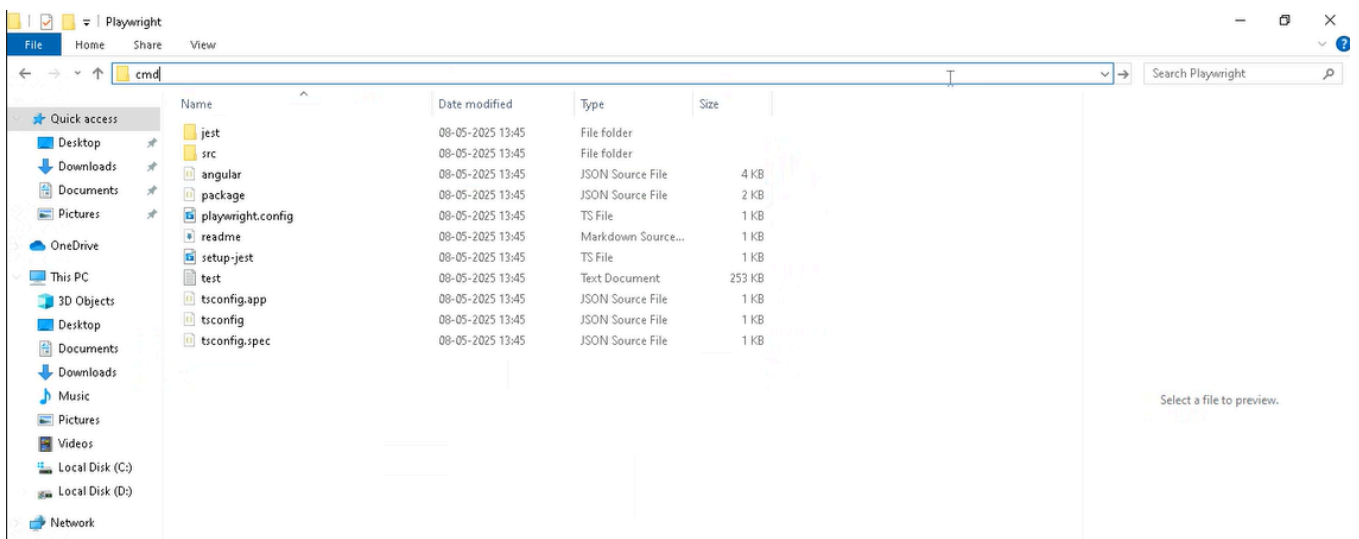 Playwright
File Home Share View
cmd
Search Playwright
Name Date modified Type Size
Quick access
Desktop
Downloads
Documents
Pictures
OneDrive
This PC
3D Objects
Desktop
Documents
Downloads
Music
Pictures
Videos
Local Disk (C:)
Local Disk (D:)
Network
jest 08-05-2025 13:45 File folder
src 08-05-2025 13:45 File folder
angular 08-05-2025 13:45 JSON Source File 4 KB
package 08-05-2025 13:45 JSON Source File 2 KB
playwright.config 08-05-2025 13:45 TS File 1 KB
readme 08-05-2025 13:45 Markdown Source... 1 KB
setup-jest 08-05-2025 13:45 TS File 1 KB
test 08-05-2025 13:45 Text Document 253 KB
tsconfig.app 08-05-2025 13:45 JSON Source File 1 KB
tsconfig 08-05-2025 13:45 JSON Source File 1 KB
tsconfig.spec 08-05-2025 13:45 JSON Source File 1 KB
Select a file to preview.